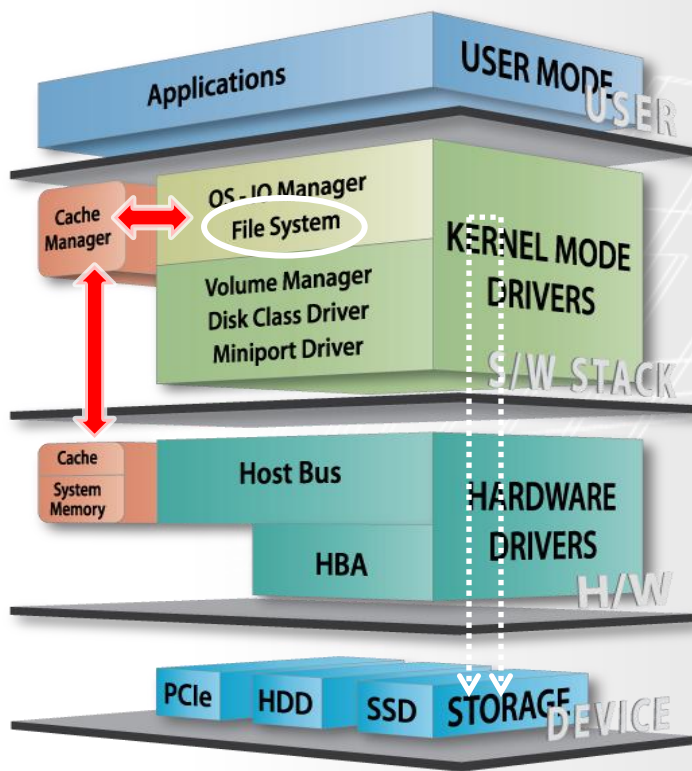 Applications
USER MODE
USER
Cache
Manager
OS - IO Manager
File System
Volume Manager
Disk Class Driver
Miniport Driver
KERNEL MODE
DRIVERS
S/W STACK
Cache
System
Memory
Host Bus
HBA
HARDWARE
DRIVERS
H/W
PCIe
HDD
SSD
STORAGE
DEVICE